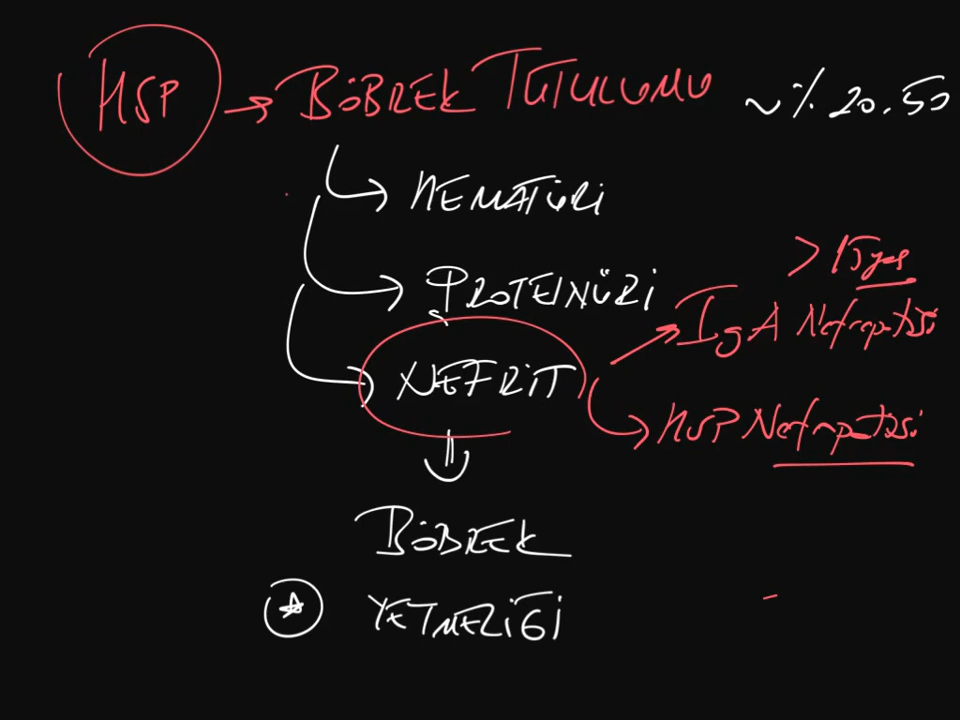 HSP → BÖBREK TUTULUMU ~ % 20.50
HEMATÜRİ
PROTEİNÜRİ
> 15 yaş
IgA Nefropatisi
NEFRİT
HSP Nefropatisi
BÖBREK
YETMEZLİĞİ